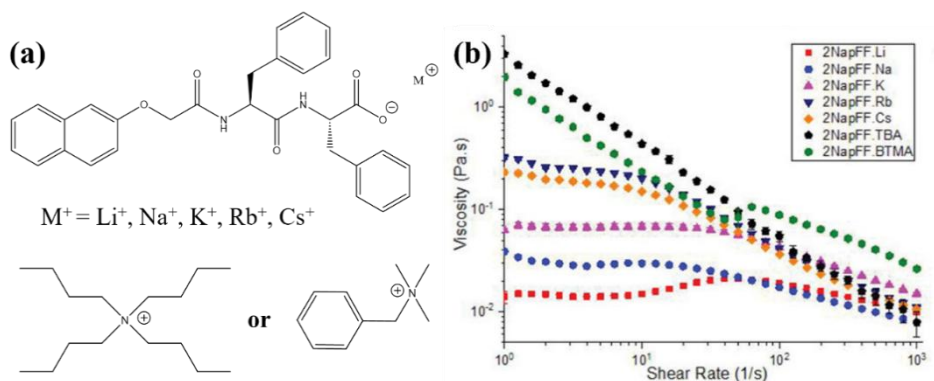 (a)
O
O
O
N
H
H
N
O
O
⊖
M⊕
M⁺ = Li⁺, Na⁺, K⁺, Rb⁺, Cs⁺
N⊕
or
N⊕
(b)
2NapFF.Li
2NapFF.Na
2NapFF.K
2NapFF.Rb
2NapFF.Cs
2NapFF.TBA
2NapFF.BTMA
Viscosity (Pa.s)
10⁰
10⁻¹
10⁻²
10⁰ 10¹ 10² 10³
Shear Rate (1/s)